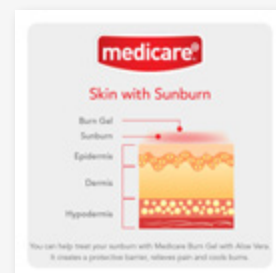 medicare®
Skin with Sunburn
Burn Gel
Sunburn
Epidermis
Dermis
Hypodermis
You can help treat your sunburn with Medicare Burn Gel with Aloe Vera.
It creates a protective barrier, relieves pain and cools burns.